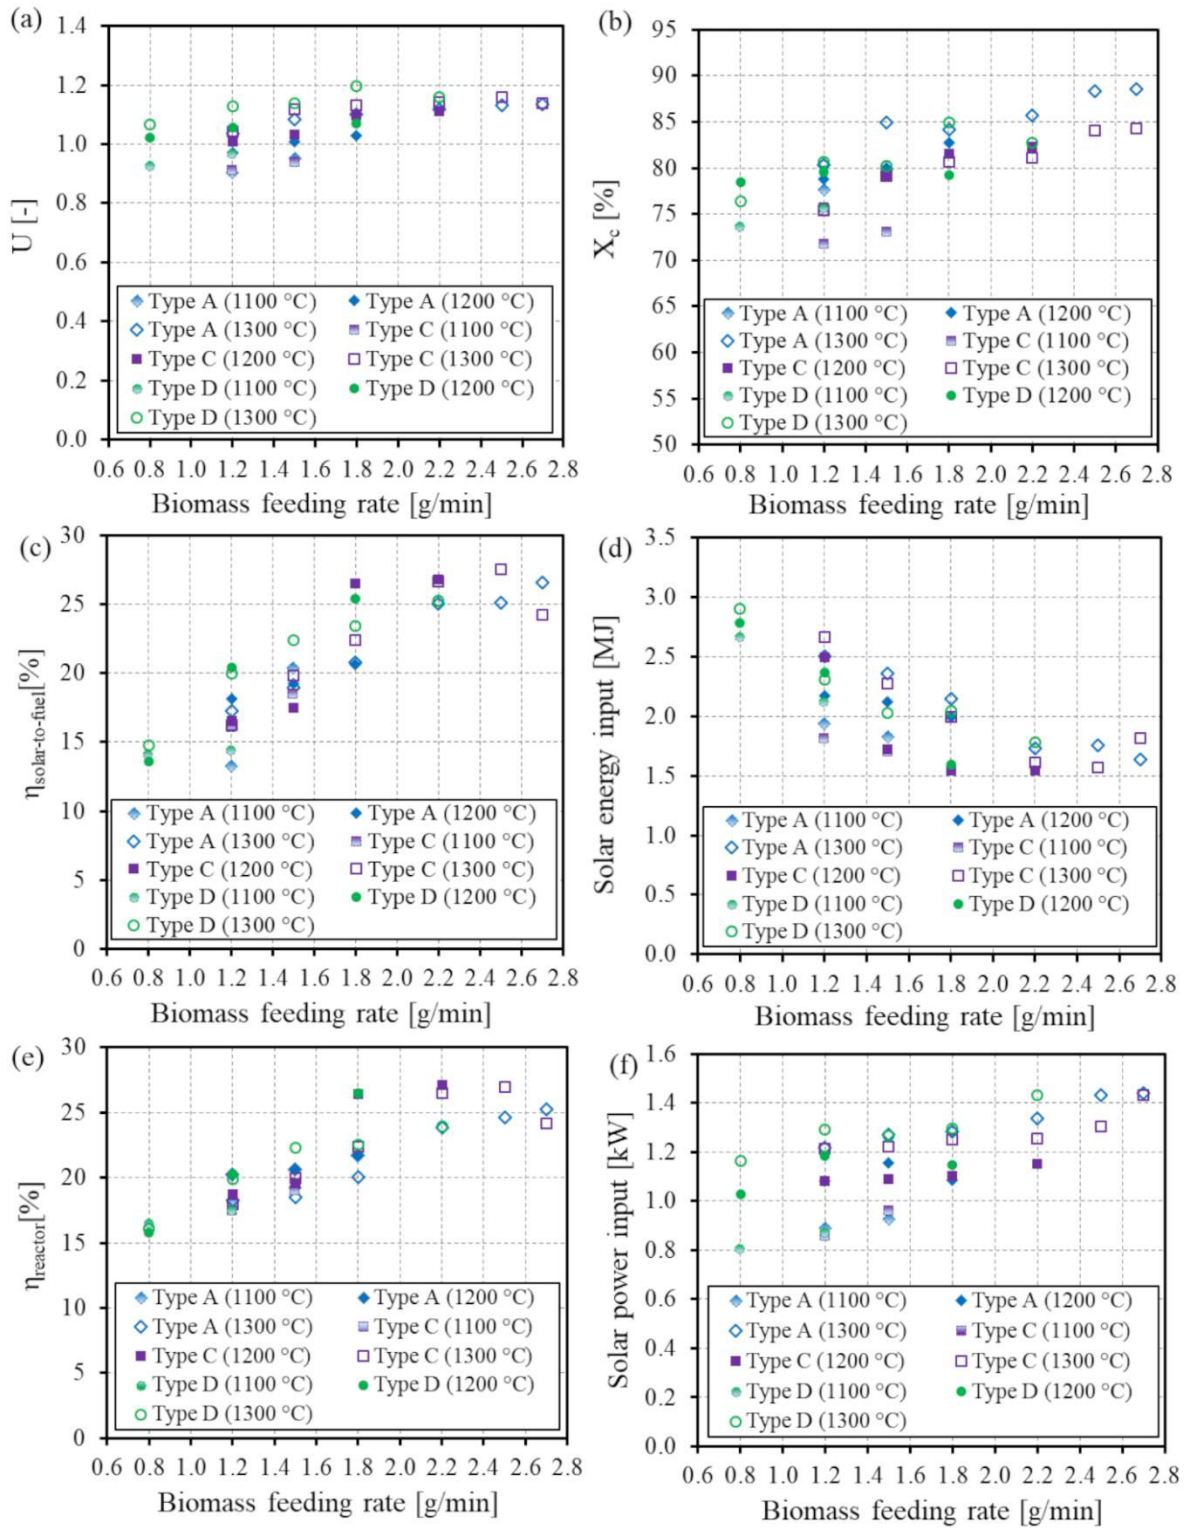 (a)
1.4
1.2
1.0
0.8
0.6
0.4
0.2
0.0
U [-]
Type A (1100 °C) Type A (1200 °C)
Type A (1300 °C) Type C (1100 °C)
Type C (1200 °C) Type C (1300 °C)
Type D (1100 °C) Type D (1200 °C)
Type D (1300 °C)
0.6 0.8 1.0 1.2 1.4 1.6 1.8 2.0 2.2 2.4 2.6 2.8
Biomass feeding rate [g/min]
(b)
95
90
85
80
75
70
65
60
55
50
Xc [%]
Type A (1100 °C) Type A (1200 °C)
Type A (1300 °C) Type C (1100 °C)
Type C (1200 °C) Type C (1300 °C)
Type D (1100 °C) Type D (1200 °C)
Type D (1300 °C)
0.6 0.8 1.0 1.2 1.4 1.6 1.8 2.0 2.2 2.4 2.6 2.8
Biomass feeding rate [g/min]
(c)
30
25
20
15
10
5
0
ηsolar-to-fuel[%]
Type A (1100 °C) Type A (1200 °C)
Type A (1300 °C) Type C (1100 °C)
Type C (1200 °C) Type C (1300 °C)
Type D (1100 °C) Type D (1200 °C)
Type D (1300 °C)
0.6 0.8 1.0 1.2 1.4 1.6 1.8 2.0 2.2 2.4 2.6 2.8
Biomass feeding rate [g/min]
(d)
3.5
3.0
2.5
2.0
1.5
1.0
0.5
0.0
Solar energy input [MJ]
Type A (1100 °C) Type A (1200 °C)
Type A (1300 °C) Type C (1100 °C)
Type C (1200 °C) Type C (1300 °C)
Type D (1100 °C) Type D (1200 °C)
Type D (1300 °C)
0.6 0.8 1.0 1.2 1.4 1.6 1.8 2.0 2.2 2.4 2.6 2.8
Biomass feeding rate [g/min]
(e)
30
25
20
15
10
5
0
ηreactor[%]
Type A (1100 °C) Type A (1200 °C)
Type A (1300 °C) Type C (1100 °C)
Type C (1200 °C) Type C (1300 °C)
Type D (1100 °C) Type D (1200 °C)
Type D (1300 °C)
0.6 0.8 1.0 1.2 1.4 1.6 1.8 2.0 2.2 2.4 2.6 2.8
Biomass feeding rate [g/min]
(f)
1.6
1.4
1.2
1.0
0.8
0.6
0.4
0.2
0.0
Solar power input [kW]
Type A (1100 °C) Type A (1200 °C)
Type A (1300 °C) Type C (1100 °C)
Type C (1200 °C) Type C (1300 °C)
Type D (1100 °C) Type D (1200 °C)
Type D (1300 °C)
0.6 0.8 1.0 1.2 1.4 1.6 1.8 2.0 2.2 2.4 2.6 2.8
Biomass feeding rate [g/min]